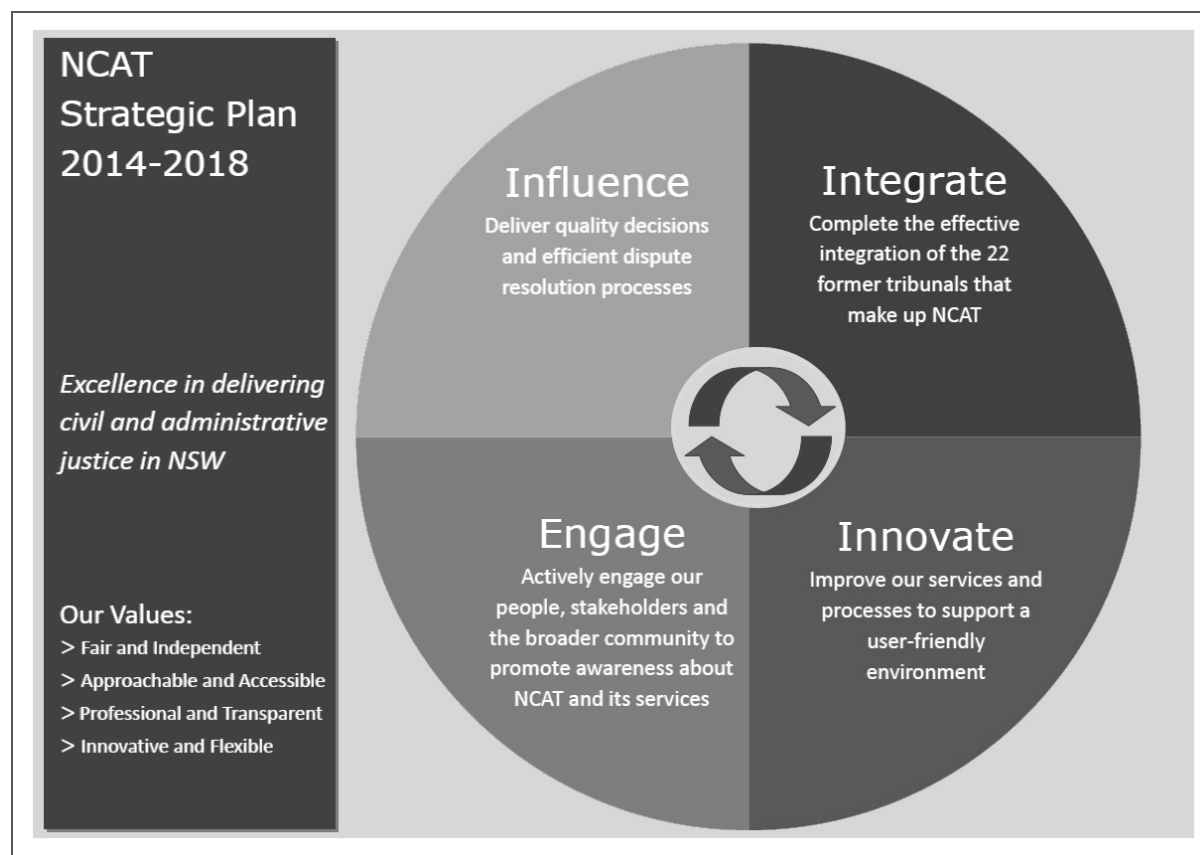 NCAT
Strategic Plan
2014-2018
Excellence in delivering
civil and administrative
justice in NSW
Our Values:
> Fair and Independent
> Approachable and Accessible
> Professional and Transparent
> Innovative and Flexible
Influence
Deliver quality decisions
and efficient dispute
resolution processes
Integrate
Complete the effective
integration of the 22
former tribunals that
make up NCAT
Engage
Actively engage our
people, stakeholders and
the broader community to
promote awareness about
NCAT and its services
Innovate
Improve our services and
processes to support a
user-friendly
environment